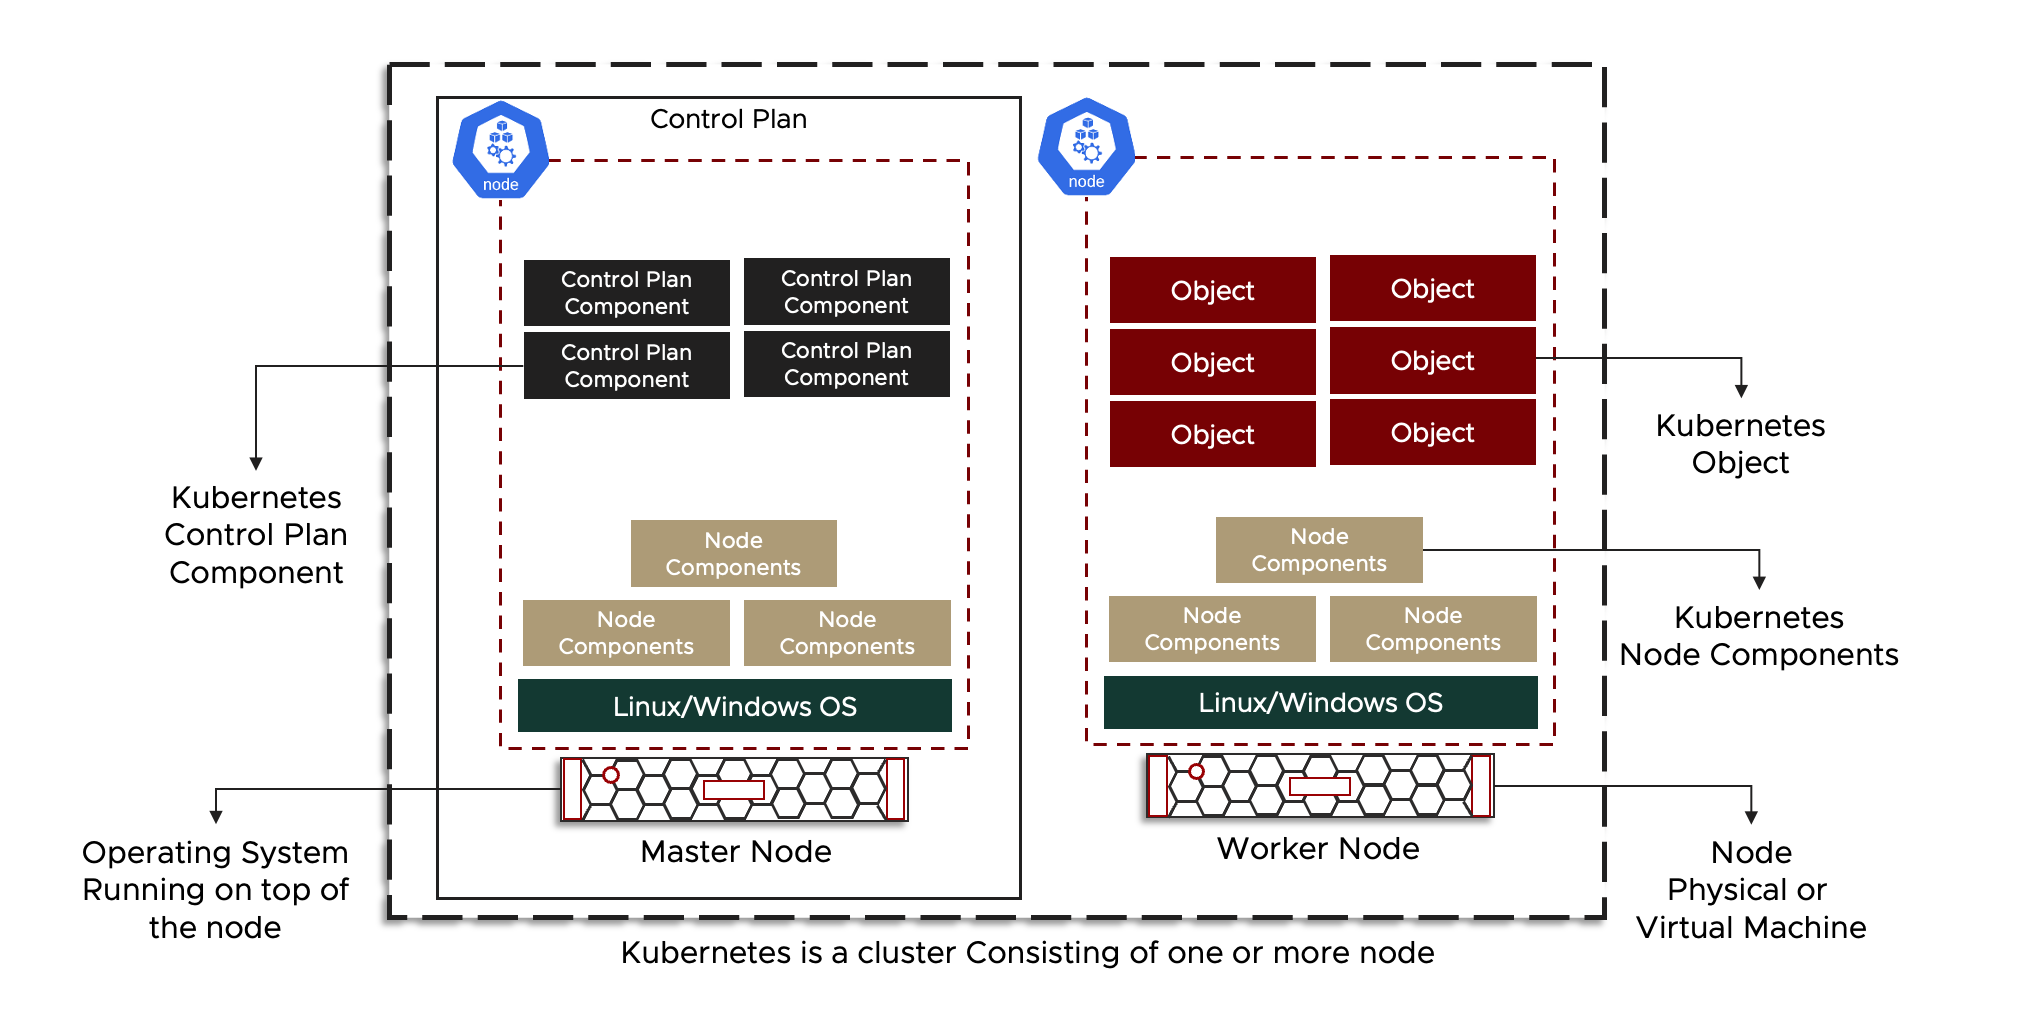 Control Plan
node
node
Control Plan
Component
Control Plan
Component
Control Plan
Component
Control Plan
Component
Object
Object
Object
Object
Object
Object
Kubernetes
Control Plan
Component
Kubernetes
Object
Node
Components
Node
Components
Node
Components
Node
Components
Node
Components
Node
Components
Kubernetes
Node Components
Linux/Windows OS
Linux/Windows OS
Master Node
Worker Node
Operating System
Running on top of
the node
Node
Physical or
Virtual Machine
Kubernetes is a cluster Consisting of one or more node